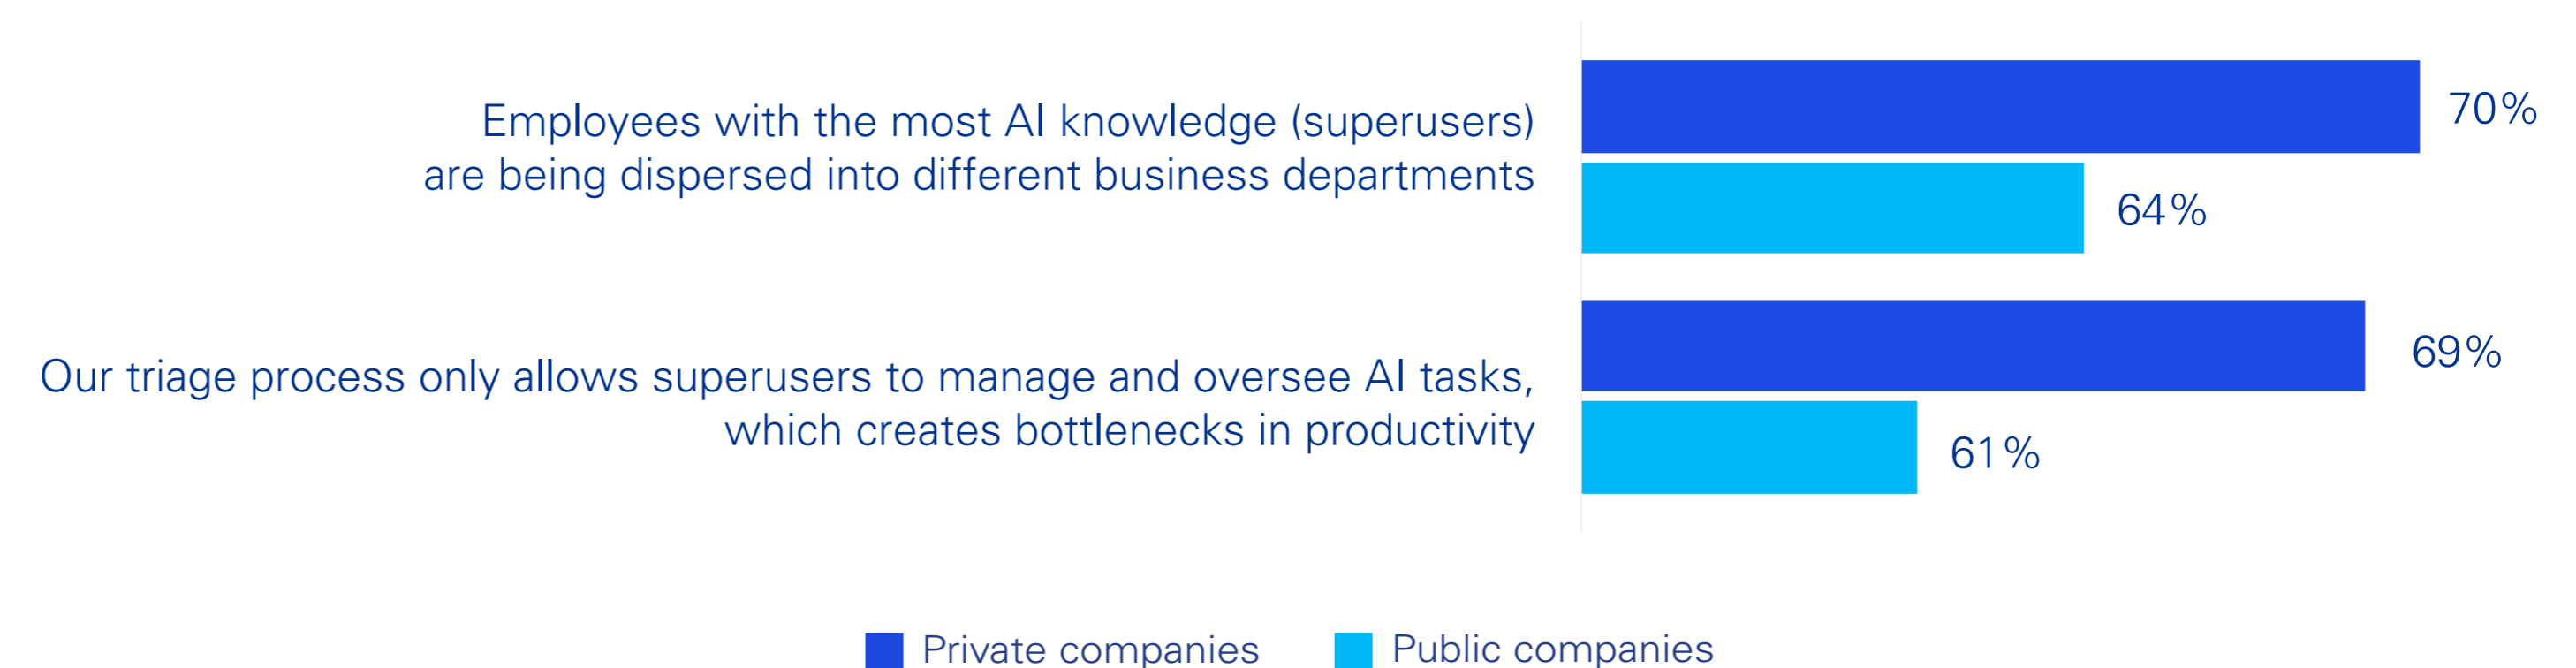 Employees with the most AI knowledge (superusers)
are being dispersed into different business departments
70%
64%
Our triage process only allows superusers to manage and oversee AI tasks,
which creates bottlenecks in productivity
69%
61%
Private companies
Public companies